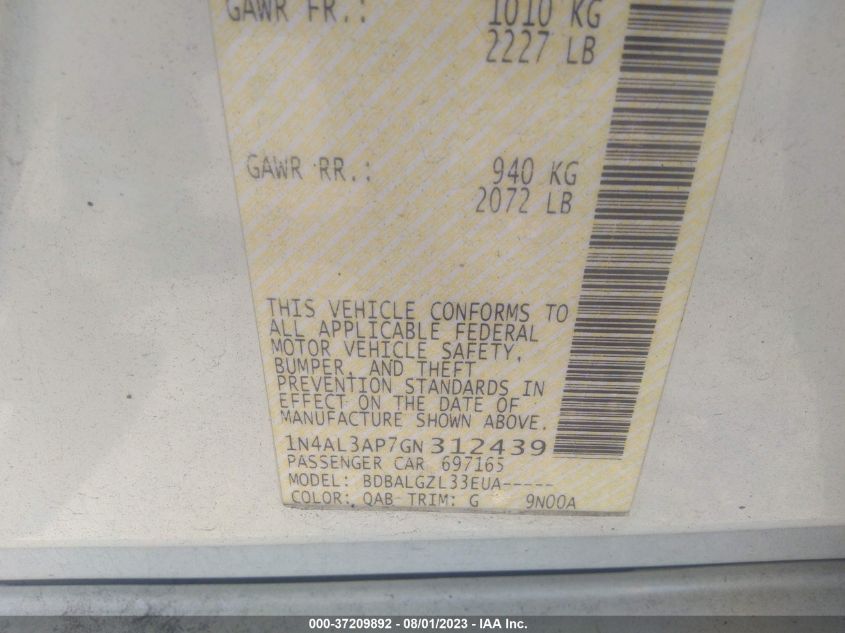 GAWR FR.: 1010 KG
2227 LB
GAWR RR.: 940 KG
2072 LB
THIS VEHICLE CONFORMS TO
ALL APPLICABLE FEDERAL
MOTOR VEHICLE SAFETY,
BUMPER, AND THEFT
PREVENTION STANDARDS IN
EFFECT ON THE DATE OF
MANUFACTURE SHOWN ABOVE.
1N4AL3AP7GN312439
PASSENGER CAR 697165
MODEL: BDBALGZL33EUA-----
COLOR: QAB TRIM: G 9N00A
000-37209892 - 08/01/2023 - IAA Inc.